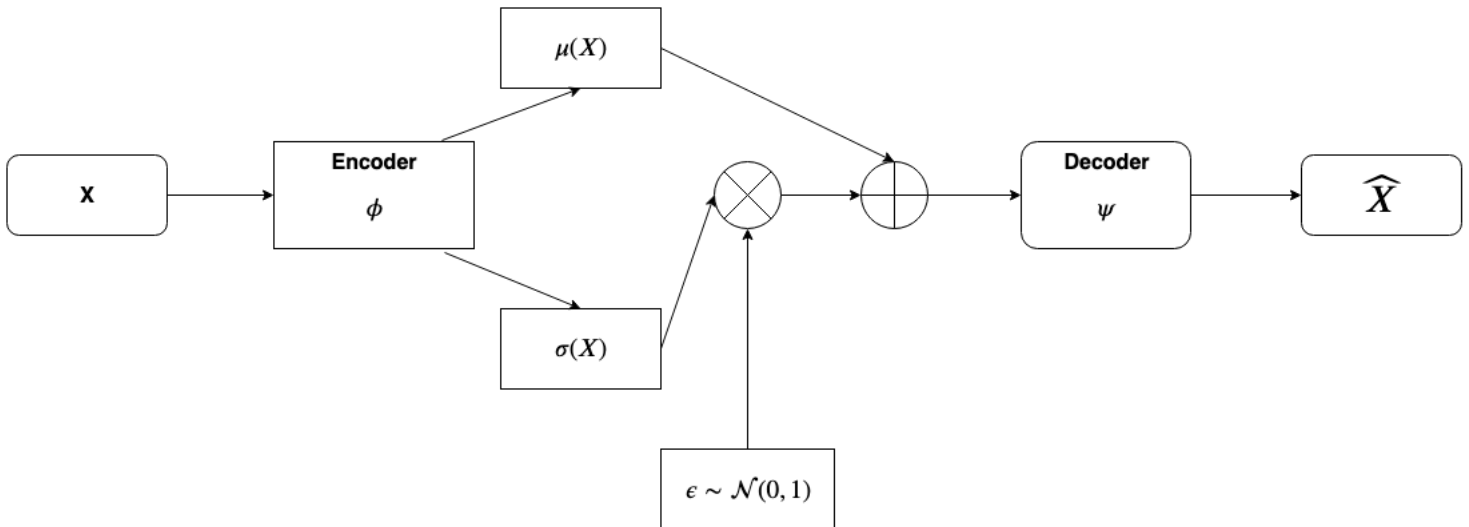 μ(X)
X
Encoder
ϕ
Decoder
ψ
X̂
σ(X)
ϵ ∼ 𝒩(0, 1)